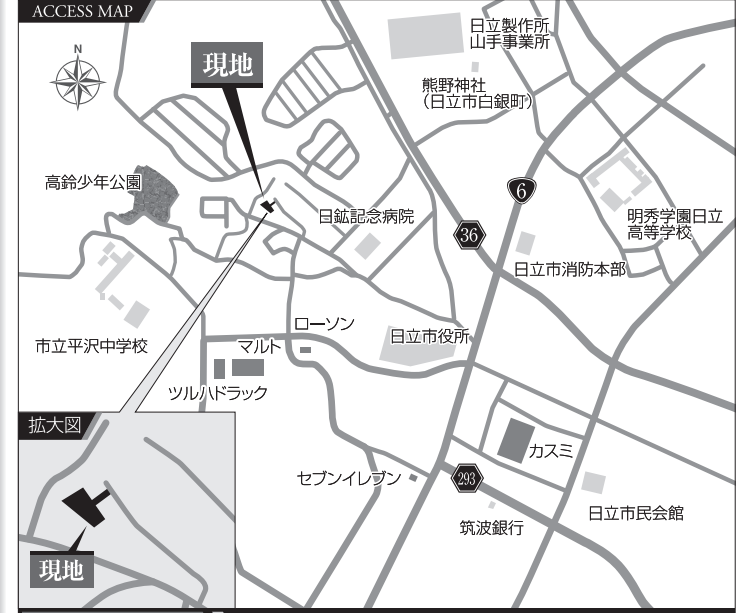 ACCESS MAP
N
現地
日立製作所
山手事業所
熊野神社
（日立市白銀町）
高鈴少年公園
日鉱記念病院
6
36
明秀学園日立
高等学校
日立市消防本部
市立平沢中学校
ローソン
マルト
日立市役所
ツルハドラック
拡大図
カスミ
セブンイレブン
293
日立市民会館
筑波銀行
現地